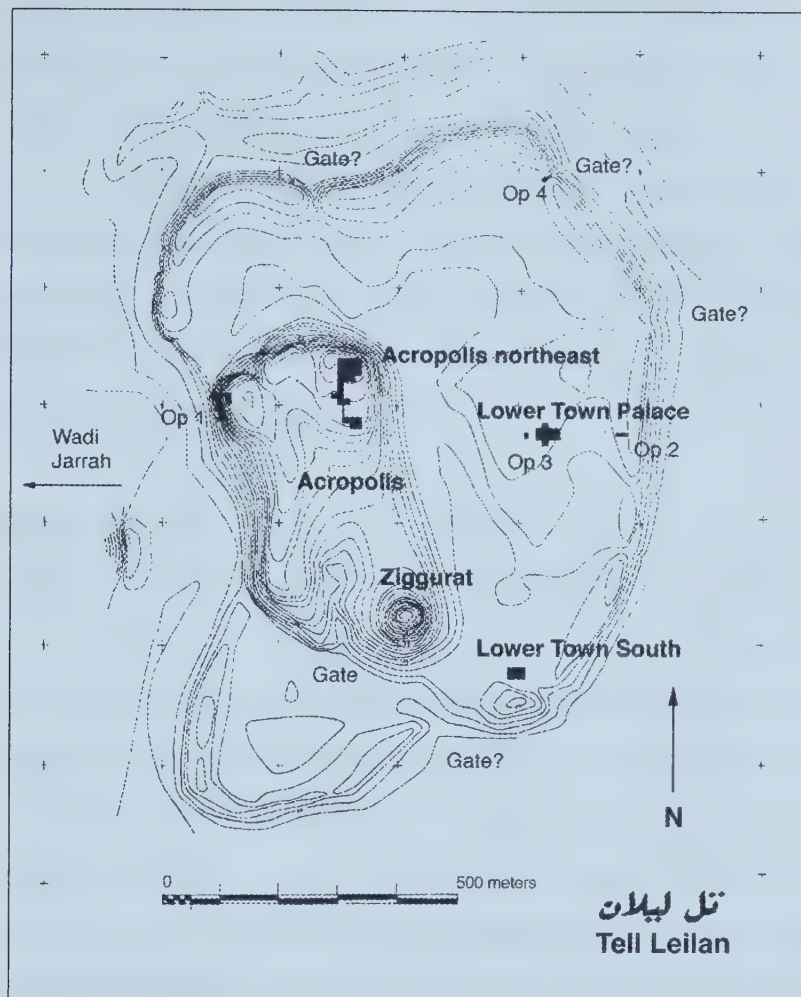 Gate?
Gate?
Op 4
Gate?
Acropolis northeast
Op 1
Lower Town Palace
Wadi
Jarrah
Op 2
Op 3
Acropolis
Ziggurat
Lower Town South
Gate
Gate?
N
0
500 meters
تل ليلان
Tell Leilan